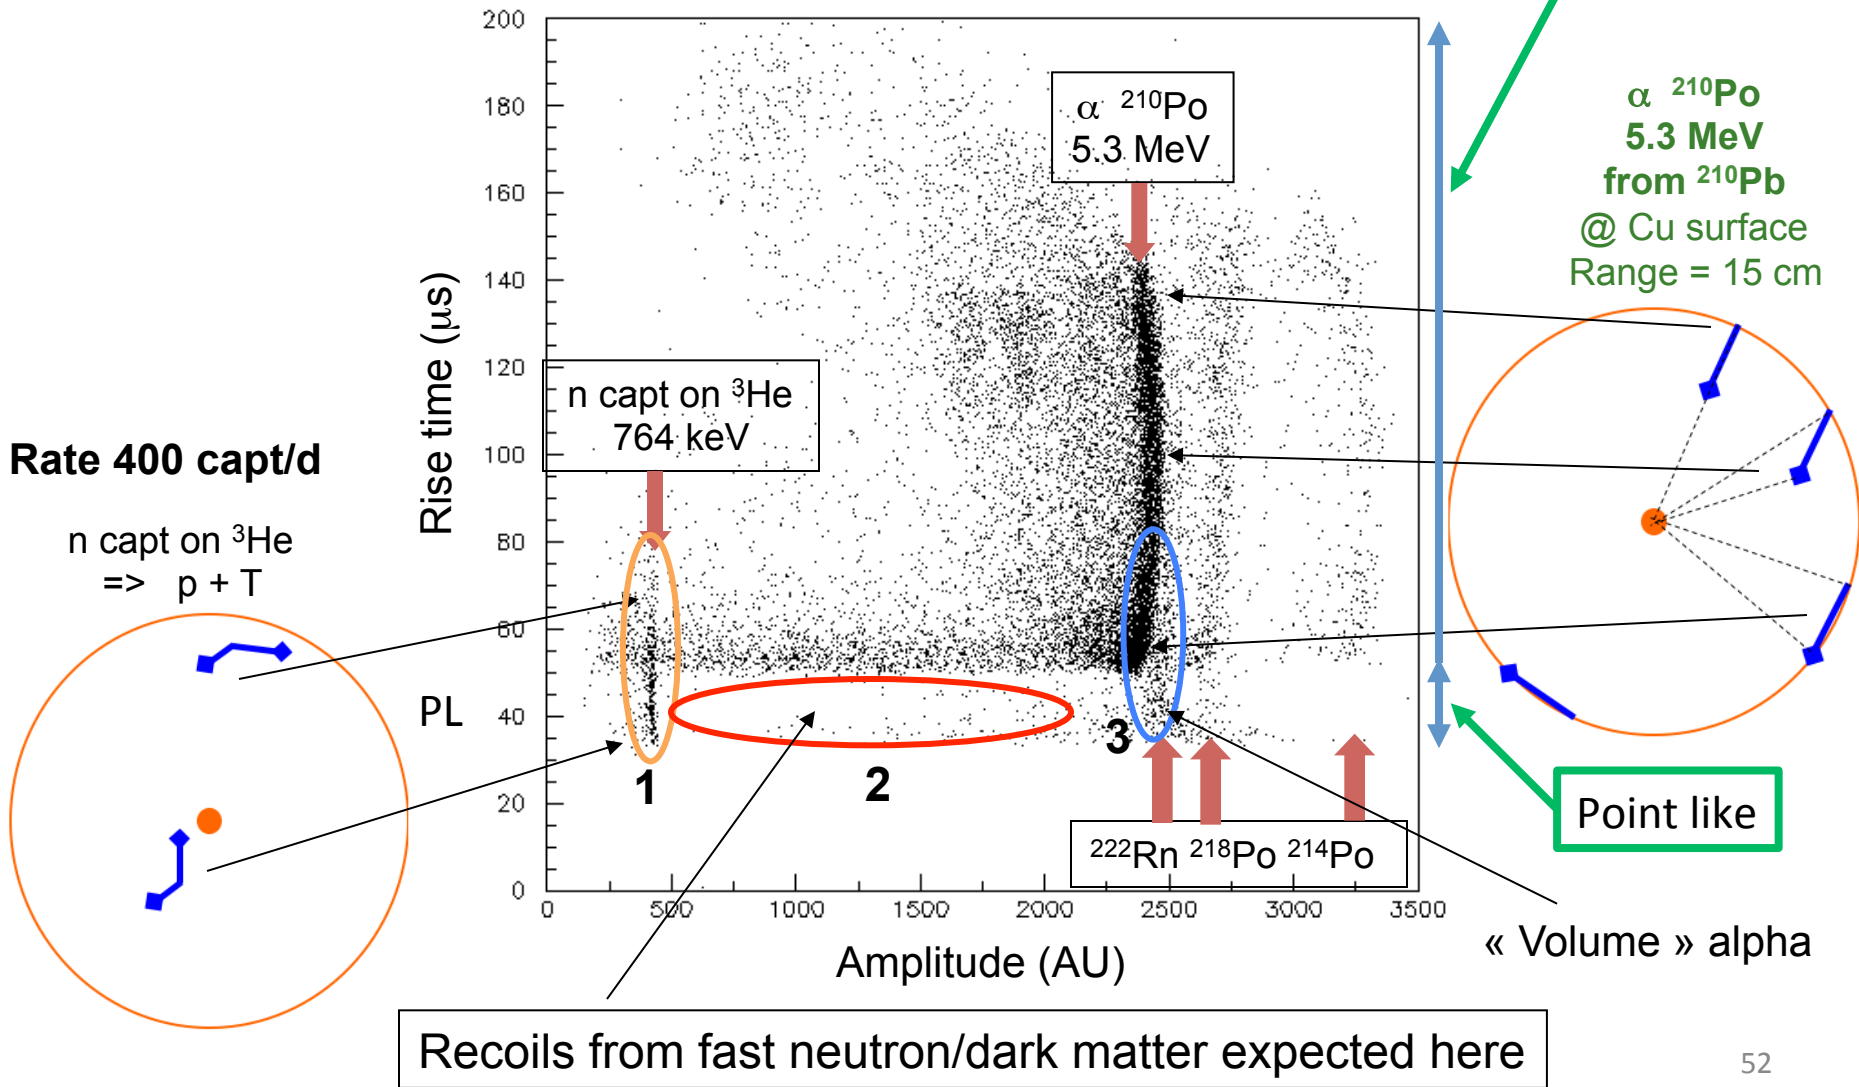 200
180
160
140
120
100
80
60
40
20
0
Rise time (μs)
0 500 1000 1500 2000 2500 3000 3500
Amplitude (AU)
α ²¹⁰Po
5.3 MeV
n capt on ³He
764 keV
Rate 400 capt/d
n capt on ³He
=> p + T
PL
1
2
3
²²²Rn ²¹⁸Po ²¹⁴Po
α ²¹⁰Po
5.3 MeV
from ²¹⁰Pb
@ Cu surface
Range = 15 cm
Point like
« Volume » alpha
Recoils from fast neutron/dark matter expected here
52